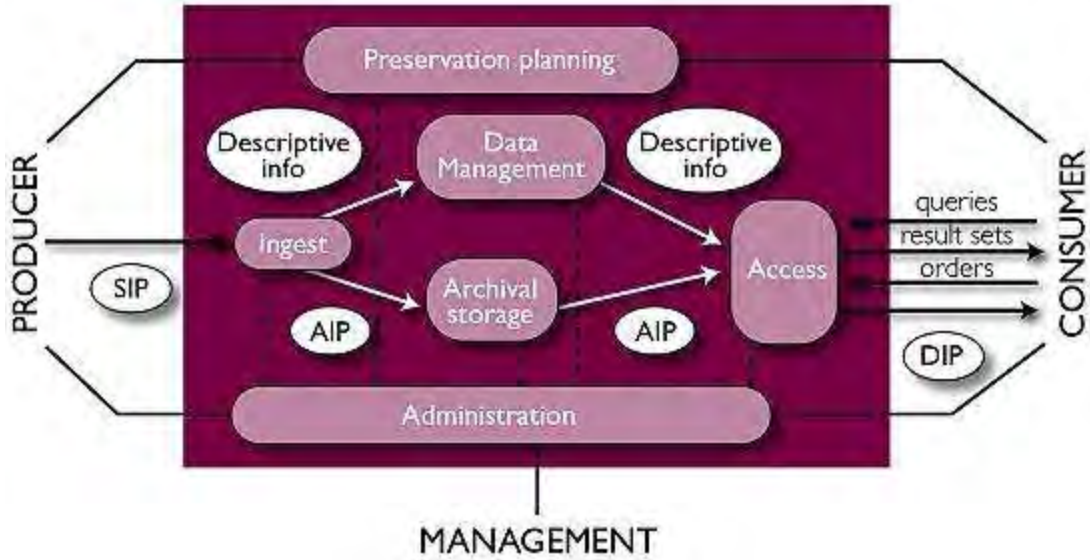 Preservation planning
Descriptive
info
Data
Management
Descriptive
info
PRODUCER
SIP
Ingest
AIP
Archival
storage
AIP
Access
queries
result sets
orders
DIP
CONSUMER
Administration
MANAGEMENT